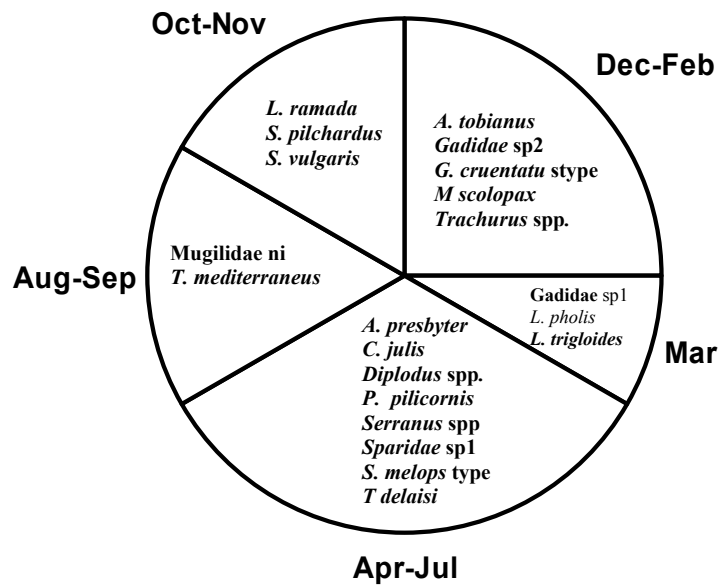 Oct-Nov
L. ramada
S. pilchardus
S. vulgaris
Dec-Feb
A. tobianus
Gadidae sp2
G. cruentatu stype
M scolopax
Trachurus spp.
Aug-Sep
Mugilidae ni
T. mediterraneus
Mar
Gadidae sp1
L. pholis
L. trigloides
A. presbyter
C. julis
Diplodus spp.
P. pilicornis
Serranus spp
Sparidae sp1
S. melops type
T delaisi
Apr-Jul